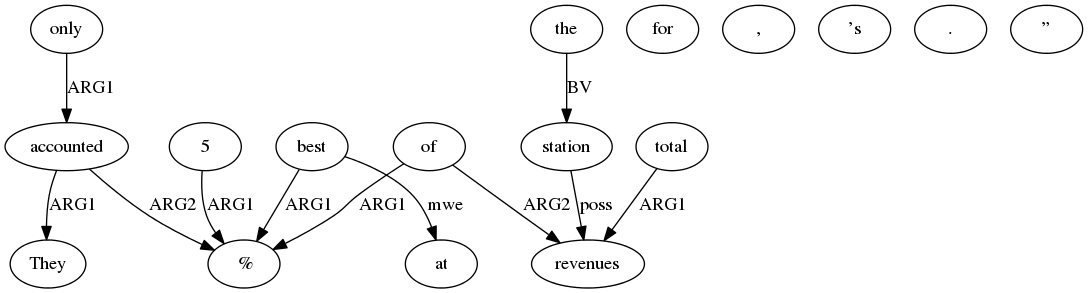 only the for , ’s . ”
ARG1 BV
accounted 5 best of station total
ARG1 ARG2 ARG1 ARG1 ARG1 mwe ARG2 poss ARG1
They % at revenues